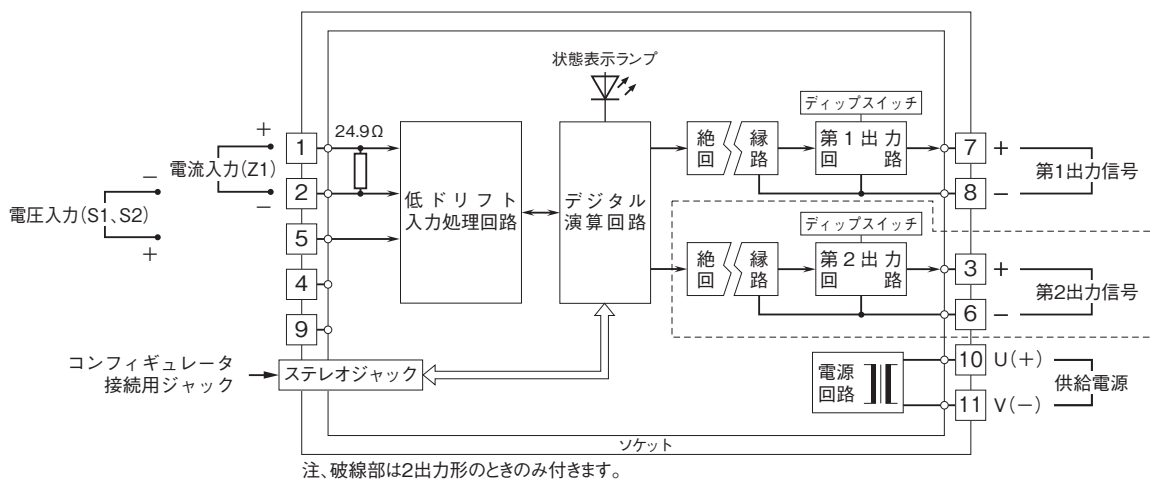 状態表示ランプ
ディップスイッチ
24.9Ω
+
1
電流入力(Z1)
2
−
−
電圧入力(S1、S2)
+
5
4
9
低ドリフト
入力処理回路
デジタル
演算回路
絶縁
回路
第1出力
回路
7
+
第1出力信号
8
−
ディップスイッチ
絶縁
回路
第2出力
回路
3
+
第2出力信号
6
−
コンフィギュレータ
接続用ジャック
ステレオジャック
電源
回路
10
U(+)
供給電源
11
V(−)
ソケット
注、破線部は2出力形のときのみ付きます。